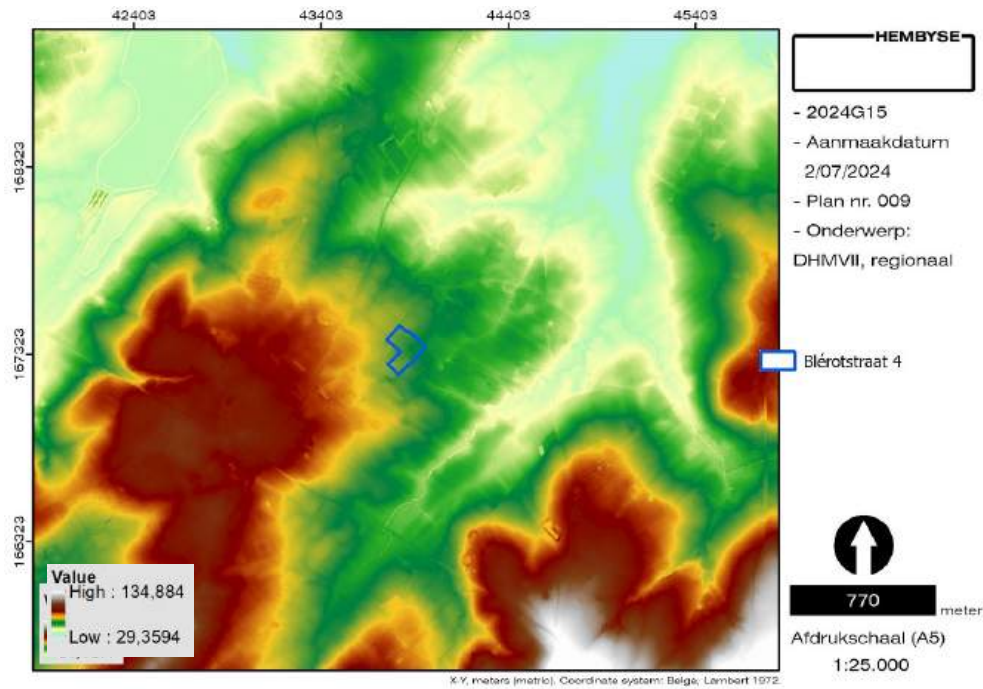 42403 43403 44403 45403
168323
167323
166323
HEMBYSE
- 2024G15
- Aanmaakdatum
2/07/2024
- Plan nr. 009
- Onderwerp:
DHMVII, regionaal
Blérotstraat 4
Value
High : 134,884
Low : 29,3594
770 meter
Afdrukschaal (A5)
1:25.000
X-Y, meters (metric). Coordinate system: Belge, Lambert 1972.